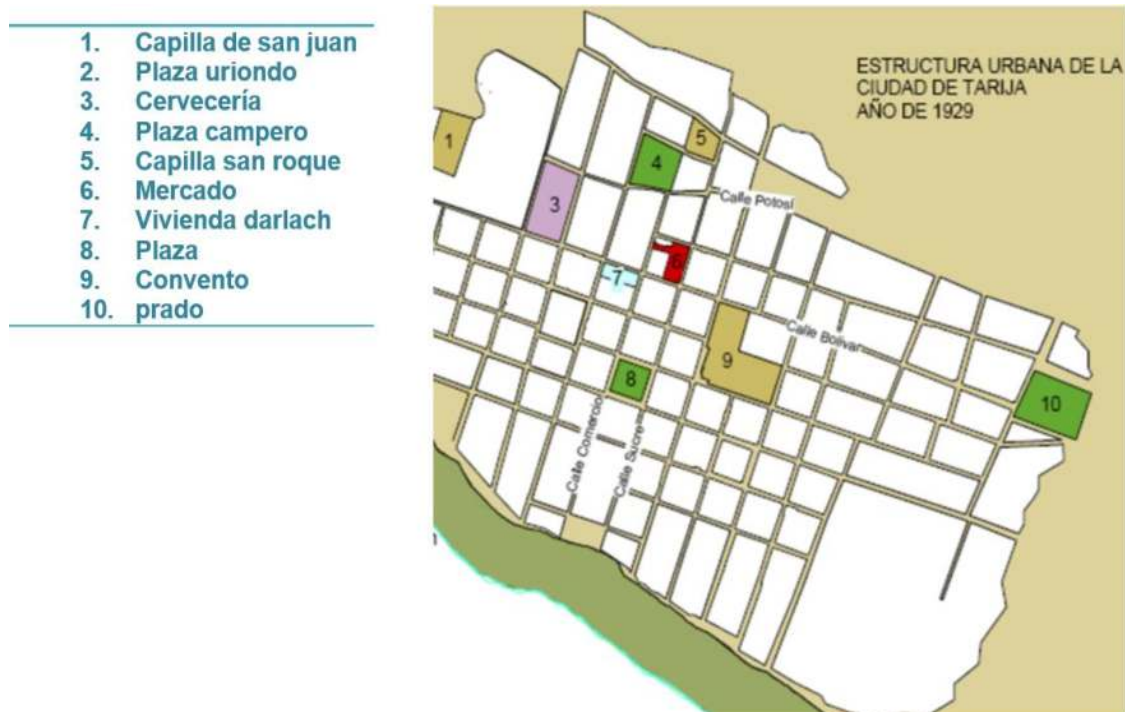 1. Capilla de san juan
2. Plaza uriondo
3. Cervecería
4. Plaza campero
5. Capilla san roque
6. Mercado
7. Vivienda darlach
8. Plaza
9. Convento
10. prado
ESTRUCTURA URBANA DE LA
CIUDAD DE TARIJA
AÑO DE 1929
1
5
4
Calle Potosí
3
6
7
Calle Bolivar
9
8
10
Calle Comercio
Calle Sucre